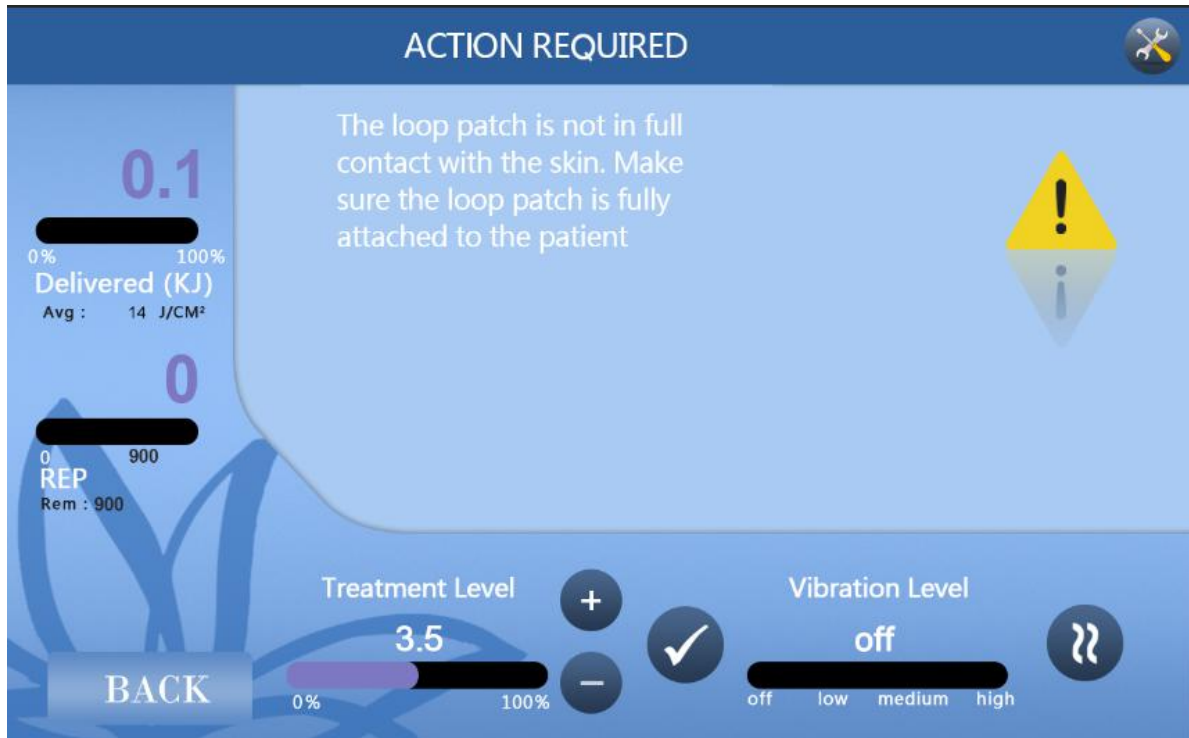 ACTION REQUIRED
The loop patch is not in full
contact with the skin. Make
sure the loop patch is fully
attached to the patient
0.1
0% 100%
Delivered (KJ)
Avg : 14 J/CM²
0
0 900
REP
Rem : 900
Treatment Level
3.5
0% 100%
+
−
Vibration Level
off
off low medium high
BACK